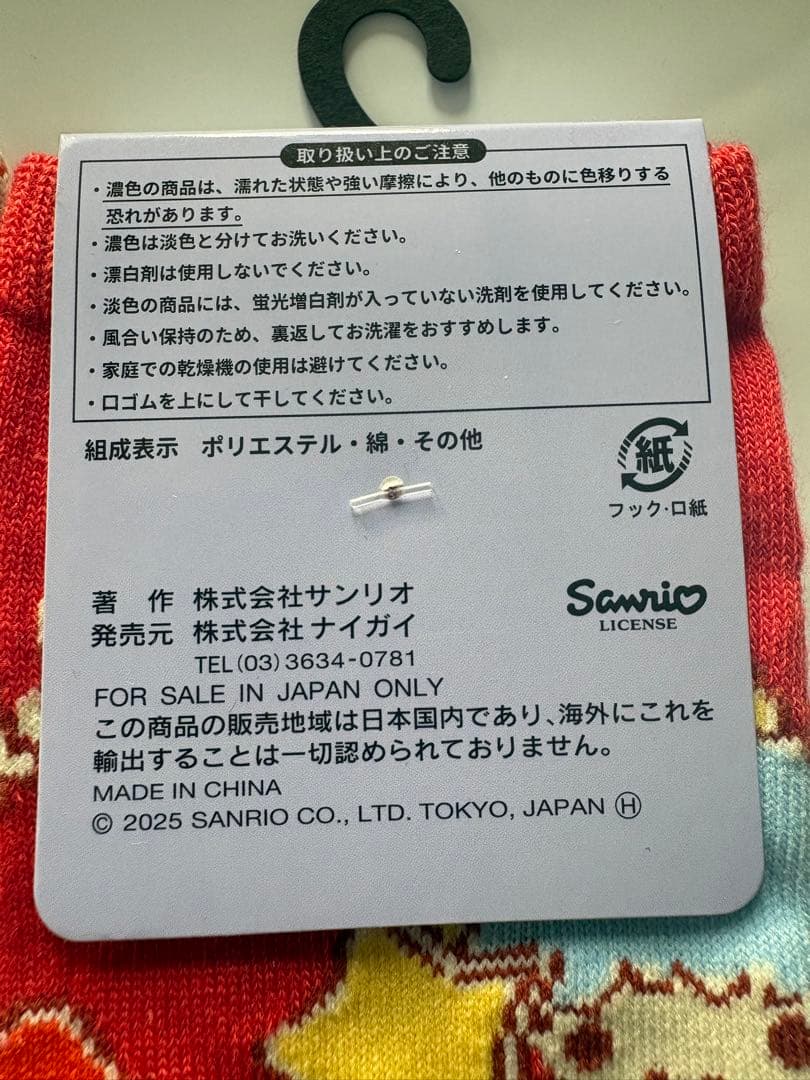 取り扱い上のご注意
・濃色の商品は、濡れた状態や強い摩擦により、他のものに色移りする
恐れがあります。
・濃色は淡色と分けてお洗いください。
・漂白剤は使用しないでください。
・淡色の商品には、蛍光増白剤が入っていない洗剤を使用してください。
・風合い保持のため、裏返してお洗濯をおすすめします。
・家庭での乾燥機の使用は避けてください。
・口ゴムを上にして干してください。
組成表示 ポリエステル・綿・その他
紙
フック・口紙
著 作 株式会社サンリオ
発売元 株式会社 ナイガイ
TEL(03)3634-0781
Sanrio
LICENSE
FOR SALE IN JAPAN ONLY
この商品の販売地域は日本国内であり、海外にこれを
輸出することは一切認められておりません。
MADE IN CHINA
© 2025 SANRIO CO., LTD. TOKYO, JAPAN Ⓗ